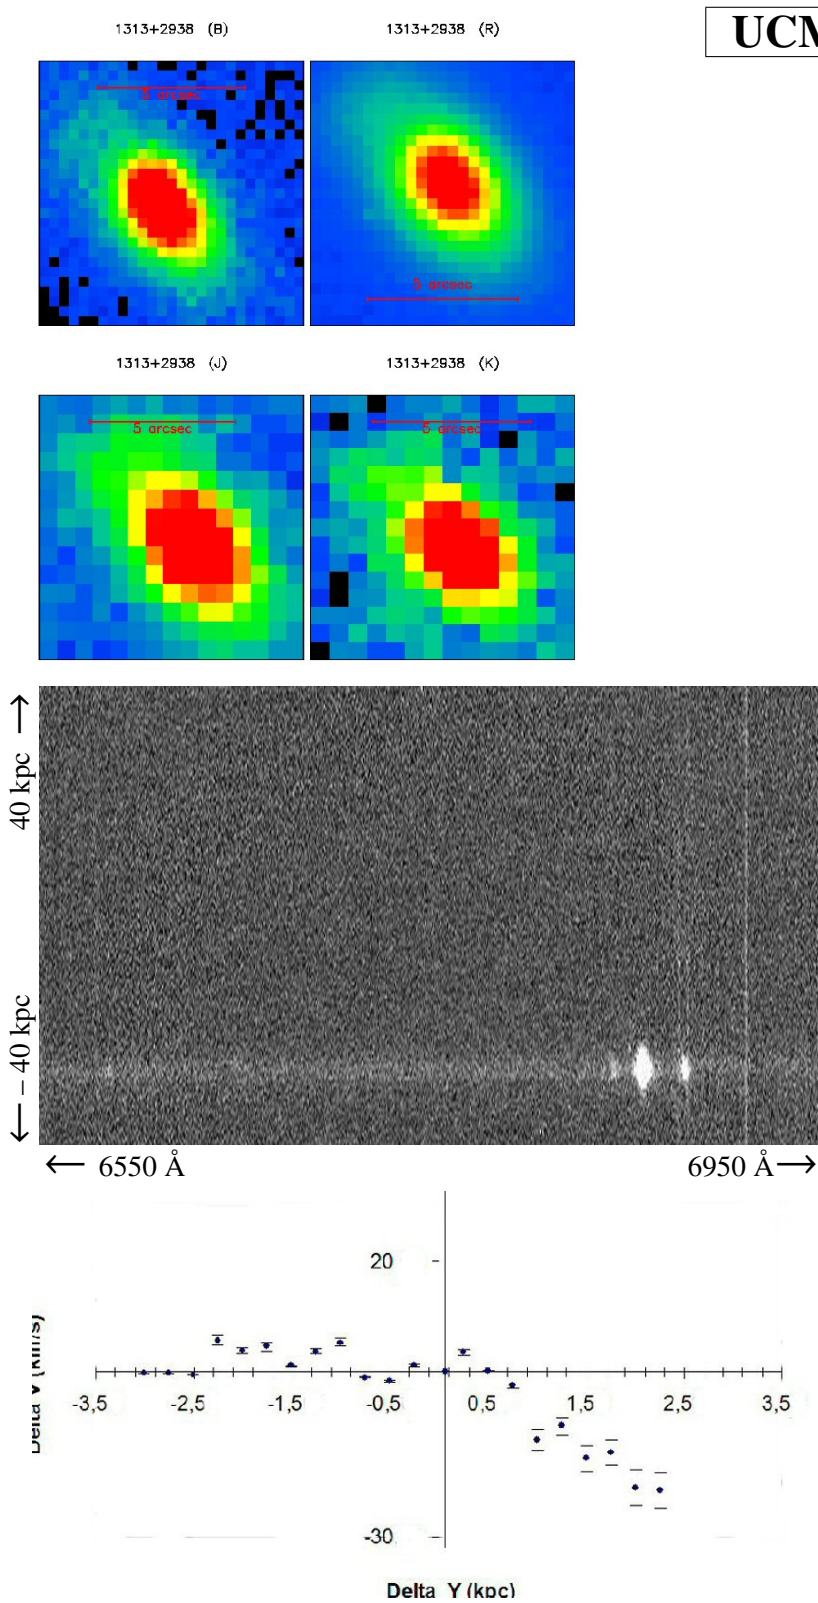 1313+2938 (B)
1313+2938 (R)
UCM
5 arcsec
5 arcsec
1313+2938 (J)
1313+2938 (K)
5 arcsec
5 arcsec
40 kpc →
← – 40 kpc
← 6550 Å
6950 Å →
20
-3,5 -2,5 -1,5 -0,5 0,5 1,5 2,5 3,5
-30
Delta V (km/s)
Delta Y (kpc)